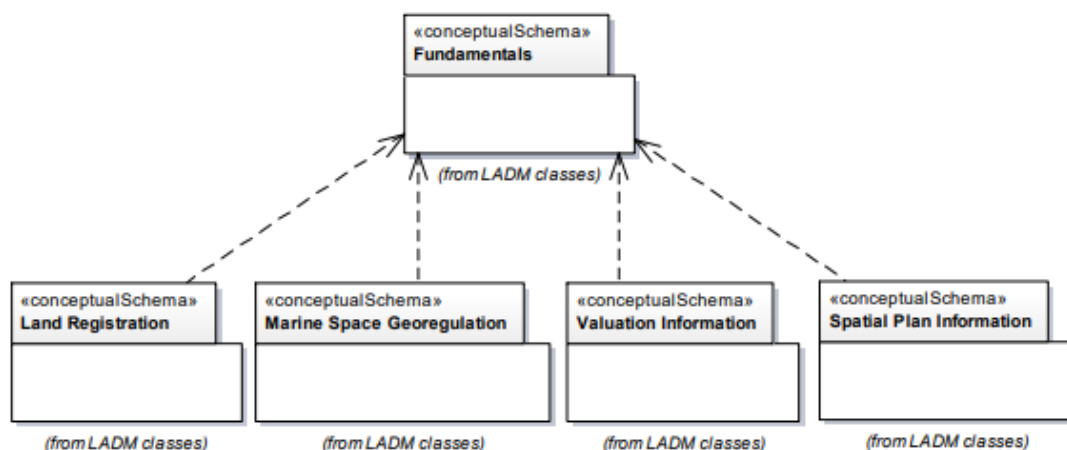 «conceptualSchema»
Fundamentals
(from LADM classes)
«conceptualSchema»
Land Registration
(from LADM classes)
«conceptualSchema»
Marine Space Georegulation
(from LADM classes)
«conceptualSchema»
Valuation Information
(from LADM classes)
«conceptualSchema»
Spatial Plan Information
(from LADM classes)